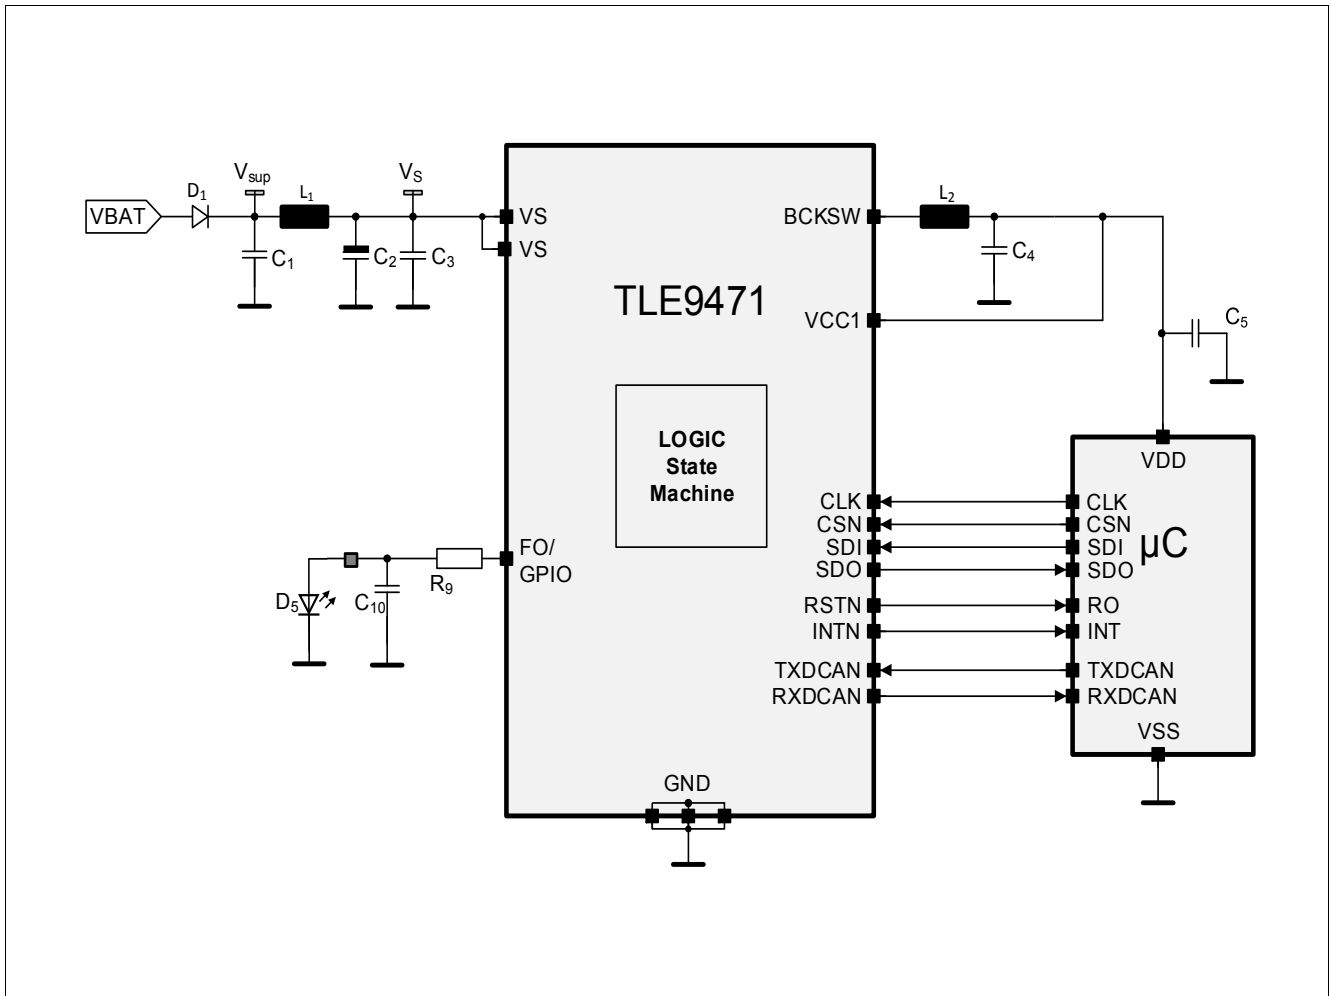 VBAT
D1
Vsup
L1
VS
C1
C2
C3
VS
VS
BCKSW
L2
C4
TLE9471
VCC1
C5
LOGIC
State
Machine
VDD
CLK
CSN
SDI
SDO
RSTN
INTN
TXDCAN
RXDCAN
CLK
CSN
SDI
SDO
µC
RO
INT
TXDCAN
RXDCAN
VSS
FO/
GPIO
R9
C10
D5
GND